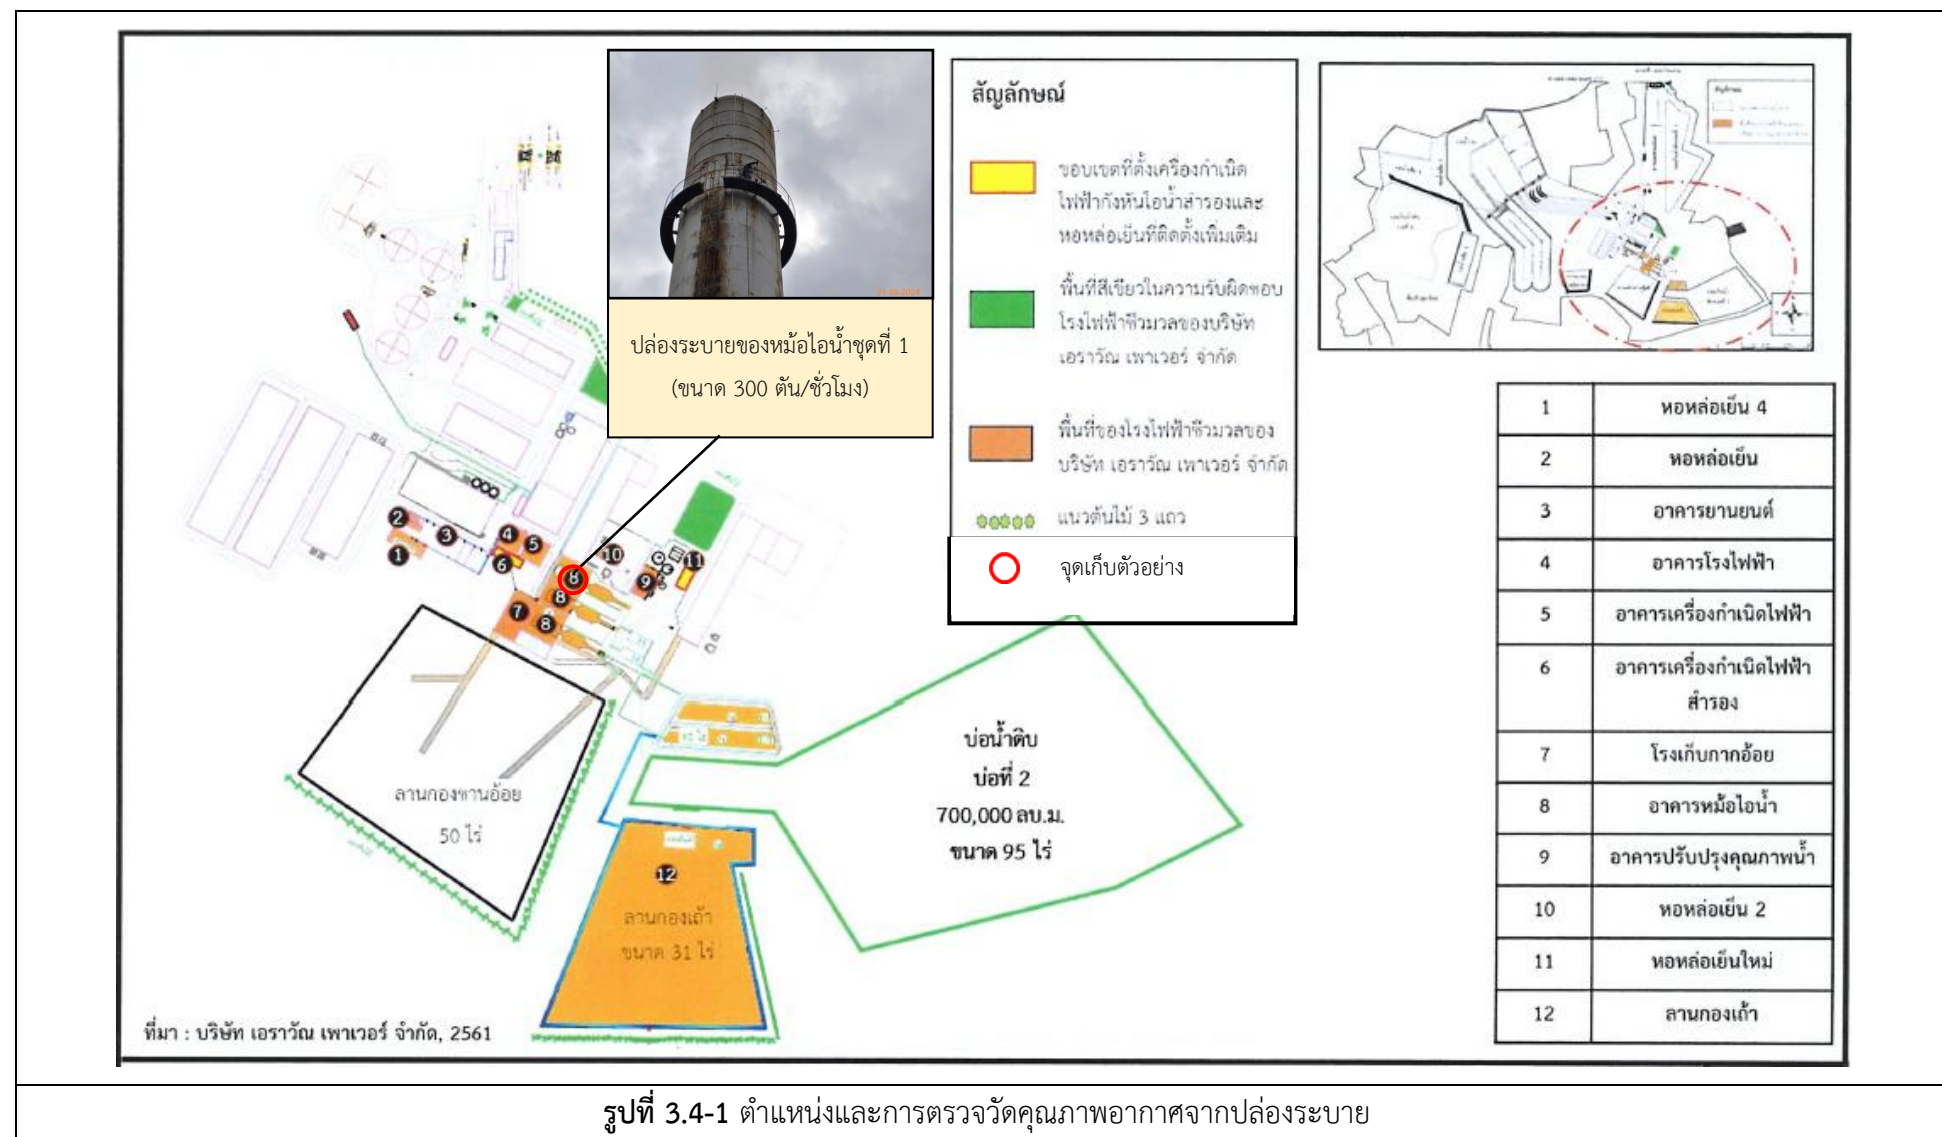 ปล่องระบายของหม้อไอน้ำชุดที่ 1
(ขนาด 300 ตัน/ชั่วโมง)
สัญลักษณ์
ขอบเขตที่ตั้งเครื่องกำเนิด
ไฟฟ้ากังหันไอน้ำสำรองและ
หอหล่อเย็นที่ติดตั้งเพิ่มเติม
พื้นที่สีเขียวในความรับผิดชอบ
โรงไฟฟ้าชีวมวลของบริษัท
เอราวัณ เพาเวอร์ จำกัด
พื้นที่ของโรงไฟฟ้าชีวมวลของ
บริษัท เอราวัณ เพาเวอร์ จำกัด
แนวต้นไม้ 3 แถว
จุดเก็บตัวอย่าง
1 หอหล่อเย็น 4
2 หอหล่อเย็น
3 อาคารยานยนต์
4 อาคารโรงไฟฟ้า
5 อาคารเครื่องกำเนิดไฟฟ้า
6 อาคารเครื่องกำเนิดไฟฟ้า
สำรอง
7 โรงเก็บกากอ้อย
8 อาคารหม้อไอน้ำ
9 อาคารปรับปรุงคุณภาพน้ำ
10 หอหล่อเย็น 2
11 หอหล่อเย็นใหม่
12 ลานกองเถ้า
2
1
3
4
5
6
10
11
9
8
8
8
7
ลานกองชานอ้อย
50 ไร่
บ่อน้ำดิบ
บ่อที่ 2
700,000 ลบ.ม.
ขนาด 95 ไร่
12
ลานกองเถ้า
ขนาด 31 ไร่
ที่มา : บริษัท เอราวัณ เพาเวอร์ จำกัด, 2561
รูปที่ 3.4-1 ตำแหน่งและการตรวจวัดคุณภาพอากาศจากปล่องระบาย